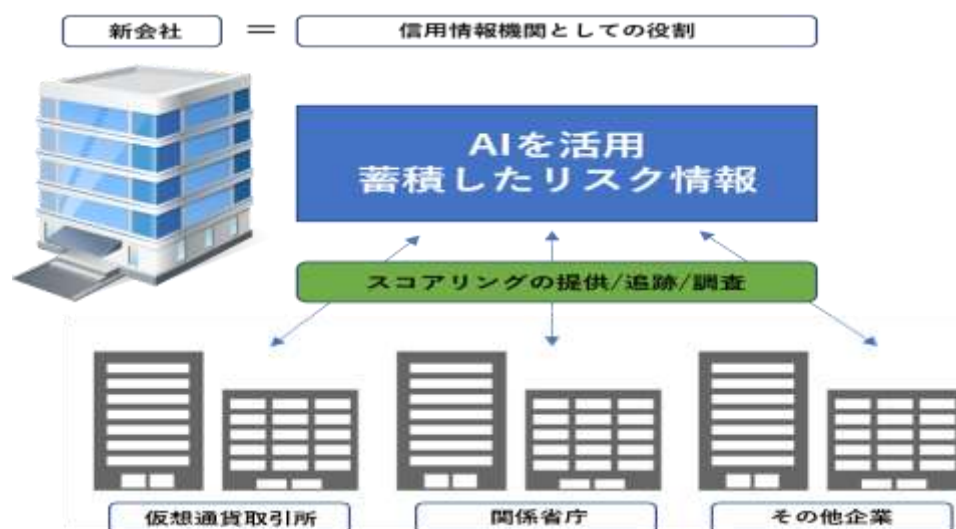 新会社 = 信用情報機関としての役割
AIを活用
蓄積したリスク情報
スコアリングの提供/追跡/調査
仮想通貨取引所 関係省庁 その他企業